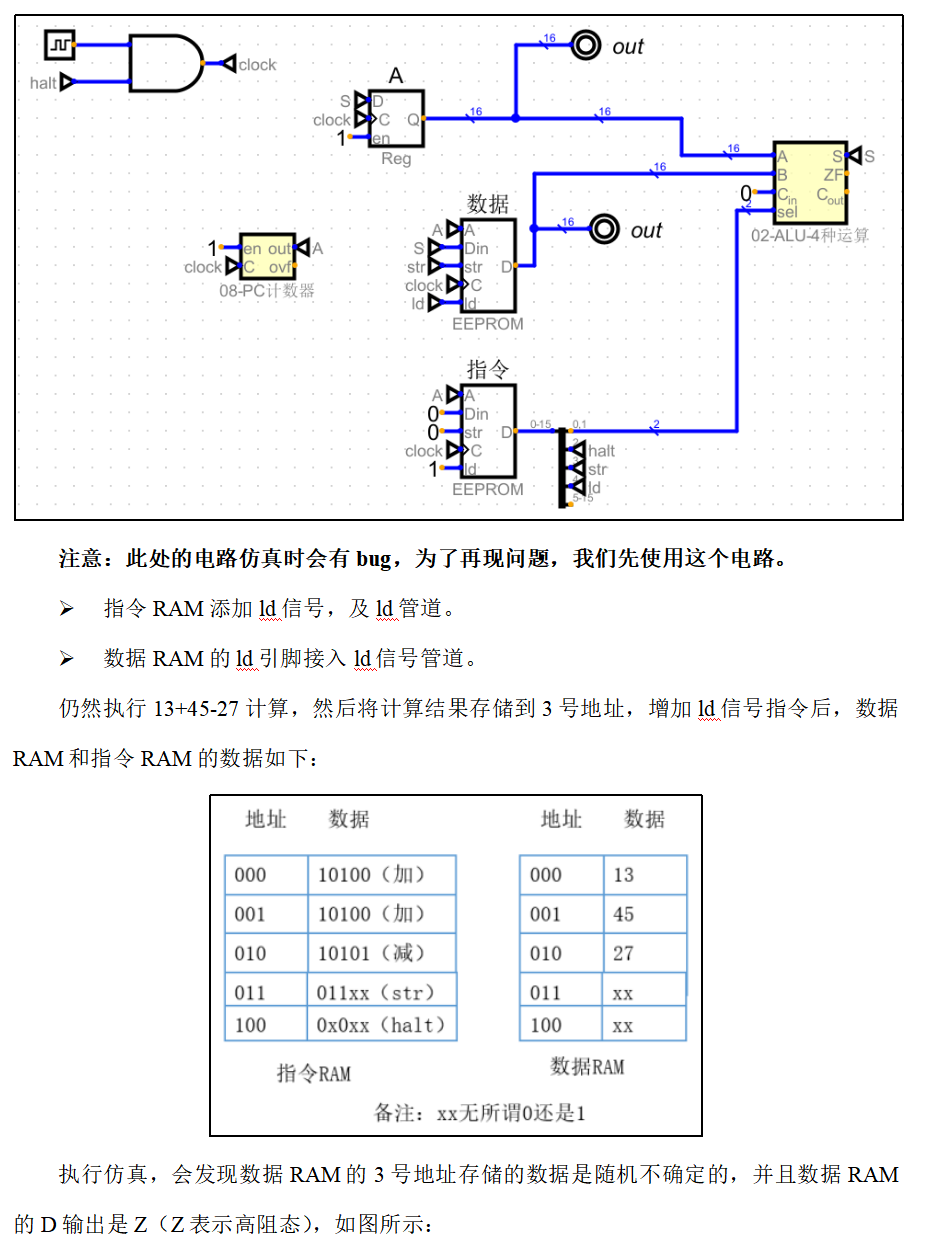 halt
clock
A
S
clock
1
D
C
en
Q
Reg
16
16
out
16
16
16
out
16
A
B
Cin
sel
S
ZF
Cout
S
0
2
02-ALU-4种运算
1
clock
en
C
out
ovf
A
08-PC计数器
数据
A
S
str
clock
ld
A
Din
str
C
ld
D
EEPROM
指令
A
0
0
clock
1
A
Din
str
C
ld
D
EEPROM
0-15
0,1
2
halt
str
ld
5-15
注意：此处的电路仿真时会有 bug，为了再现问题，我们先使用这个电路。
➢ 指令 RAM 添加 ld 信号，及 ld 管道。
➢ 数据 RAM 的 ld 引脚接入 ld 信号管道。
仍然执行 13+45-27 计算，然后将计算结果存储到 3 号地址，增加 ld 信号指令后，数据
RAM 和指令 RAM 的数据如下：
地址 数据 地址 数据
000 10100（加） 000 13
001 10100（加） 001 45
010 10101（减） 010 27
011 011xx（str） 011 xx
100 0x0xx（halt） 100 xx
指令RAM 数据RAM
备注：xx无所谓0还是1
执行仿真，会发现数据 RAM 的 3 号地址存储的数据是随机不确定的，并且数据 RAM
的 D 输出是 Z（Z 表示高阻态），如图所示：